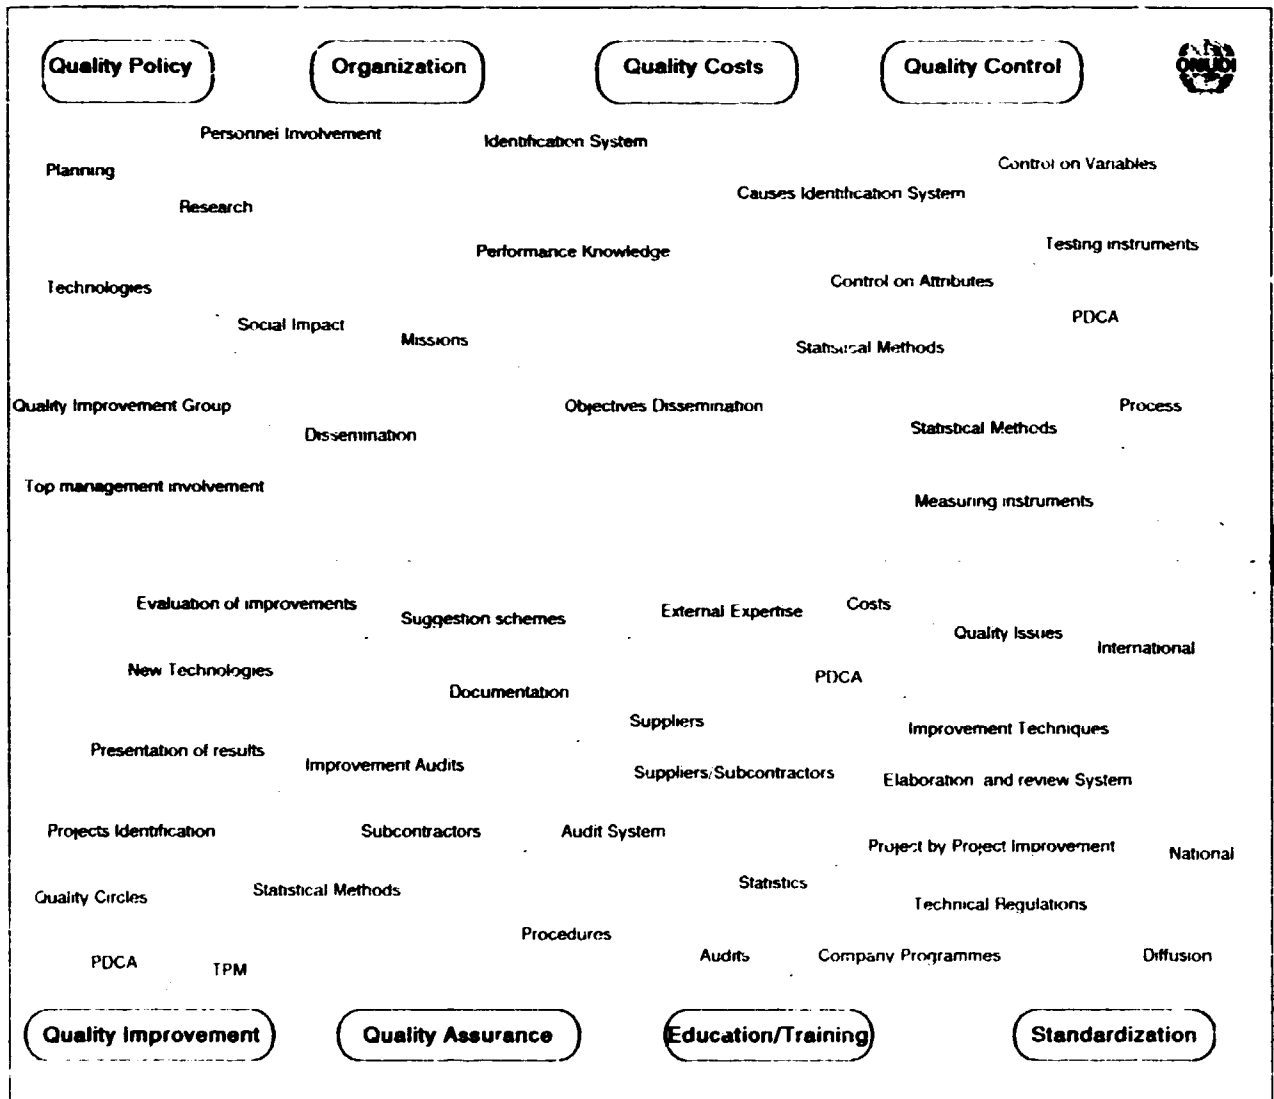 Quality Policy
Organization
Quality Costs
Quality Control
ONUDI
Personnel Involvement
Identification System
Control on Variables
Planning
Causes Identification System
Research
Testing instruments
Performance Knowledge
Control on Attributes
Technologies
PDCA
Social Impact
Missions
Statistical Methods
Quality Improvement Group
Objectives Dissemination
Process
Dissemination
Statistical Methods
Top management involvement
Measuring instruments
Evaluation of improvements
Suggestion schemes
External Expertise
Costs
Quality Issues
International
New Technologies
PDCA
Documentation
Suppliers
Improvement Techniques
Presentation of results
Improvement Audits
Suppliers/Subcontractors
Elaboration and review System
Projects Identification
Subcontractors
Audit System
Project by Project Improvement
National
Quality Circles
Statistical Methods
Statistics
Technical Regulations
Procedures
Audits
Company Programmes
Diffusion
PDCA
TPM
Quality Improvement
Quality Assurance
Education/Training
Standardization